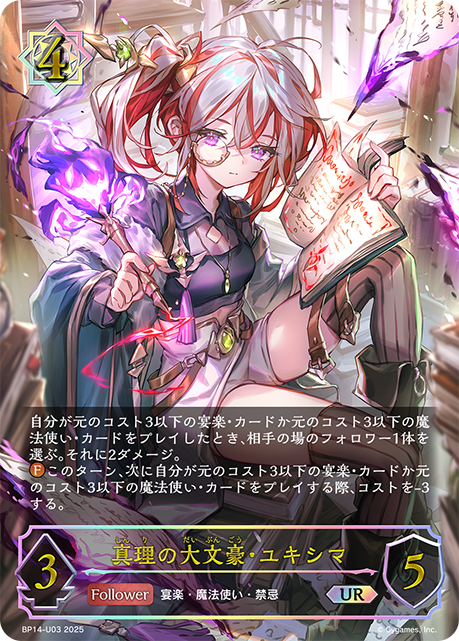 4
自分が元のコスト3以下の宴楽・カードか元のコスト3以下の魔
法使い・カードをプレイしたとき、相手の場のフォロワー1体を
選ぶ。それに2ダメージ。
F このターン、次に自分が元のコスト3以下の宴楽・カードか元
のコスト3以下の魔法使い・カードをプレイする際、コストを-3
する。
しんり だいぶんごう
真理の大文豪・ユキシマ
3
5
Follower 宴楽・魔法使い・禁忌 UR
BP14-U03 2025 © Cygames, Inc.